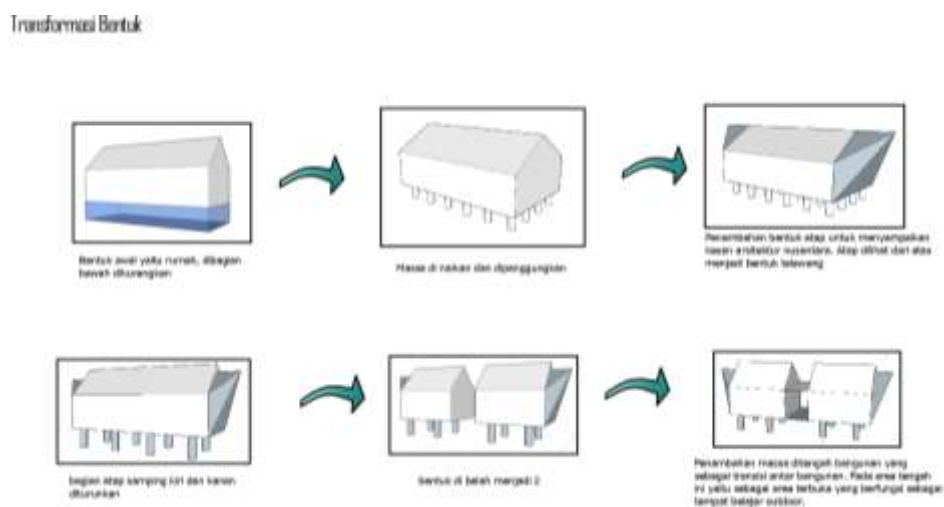 Transformasi Bentuk
Bentuk awal yaitu rumah, dibagian
bawah dikurangkan
Massa di naikan dan dipanggungkan
Penambahan bentuk atap untuk menyampaikan
kesan arsitektur nusantara. Atap dilihat dari atas
menjadi bentuk talawang
bagian atap samping kiri dan kanan
diturunkan
bentuk di belah menjadi 2
Penambahan massa ditengah bangunan yang
sebagai transisi antar bangunan. Pada area tengah
ini yaitu sebagai area terbuka yang berfungsi sebagai
tempat belajar outdoor.